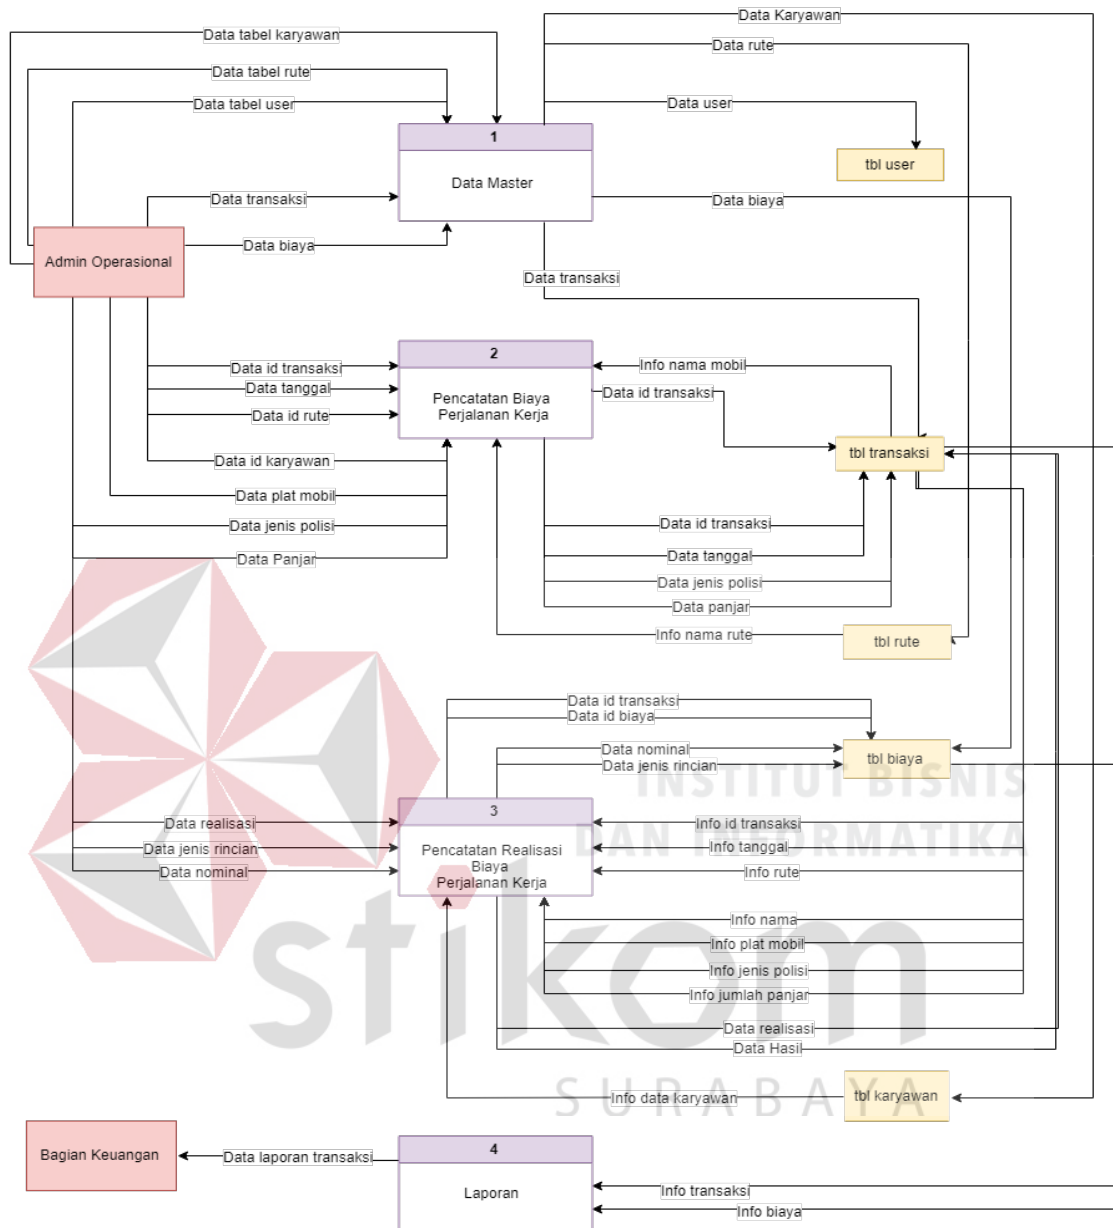 Data Karyawan
Data tabel karyawan
Data rute
Data tabel rute
Data tabel user
Data user
1
Data Master
tbl user
Data transaksi
Data biaya
Admin Operasional
Data biaya
Data transaksi
2
Pencatatan Biaya
Perjalanan Kerja
Data id transaksi
Data tanggal
Data id rute
Info nama mobil
Data id transaksi
Data id karyawan
tbl transaksi
Data plat mobil
Data jenis polisi
Data Panjar
Data id transaksi
Data tanggal
Data jenis polisi
Data panjar
Info nama rute
tbl rute
Data id transaksi
Data id biaya
Data nominal
Data jenis rincian
tbl biaya
INSTITUT BISNIS
DAN INFORMATIKA
3
Pencatatan Realisasi
Biaya
Perjalanan Kerja
Data realisasi
Data jenis rincian
Data nominal
Info id transaksi
Info tanggal
Info rute
Info nama
Info plat mobil
Info jenis polisi
Info jumlah panjar
stikom
Data realisasi
Data Hasil
Info data karyawan
tbl karyawan
SURABAYA
Bagian Keuangan
Data laporan transaksi
4
Laporan
Info transaksi
Info biaya